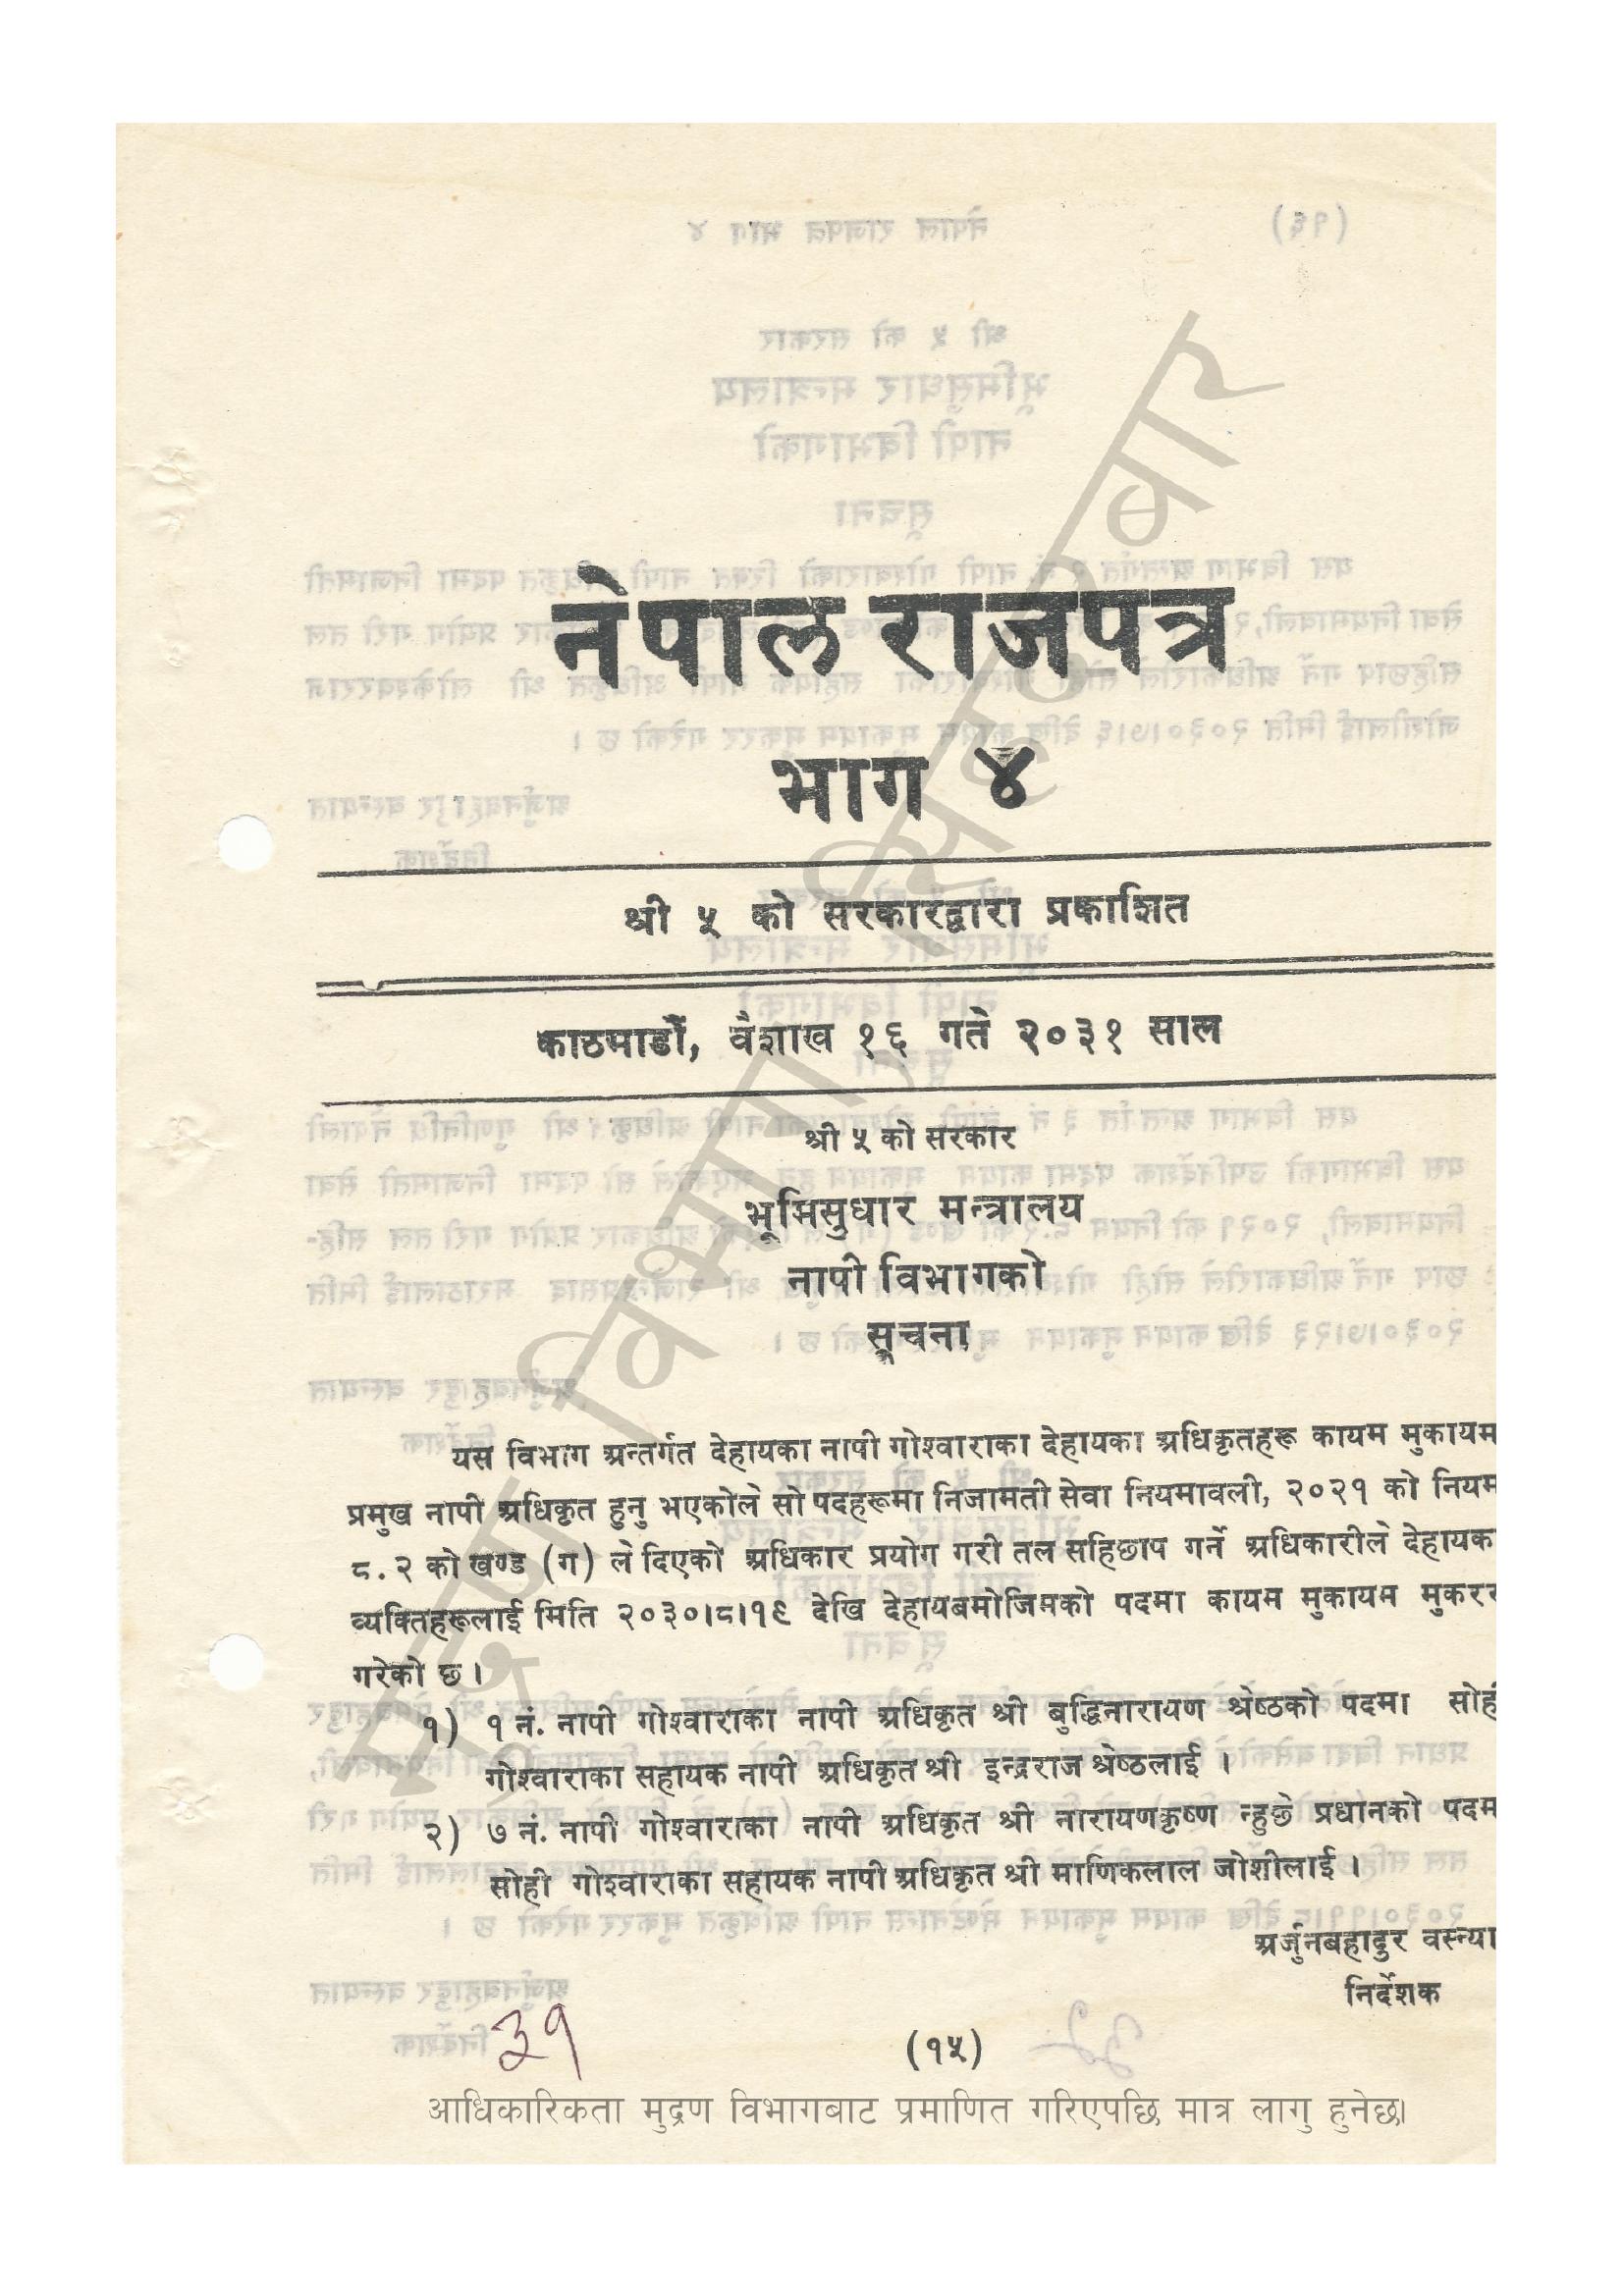 नेपाल राजपत्र
भाग ४
श्री ५ को सरकारद्वारा प्रकाशित
काठमाडौं, वैशाख १६ गते २०३१ साल
श्री ५ को सरकार
भूमिसुधार मन्त्रालय
नापी विभागको
सूचना
यस विभाग अन्तर्गत देहायका नापी गोश्वाराका देहायका अधिकृतहरू कायम मुकायम
प्रमुख नापी अधिकृत हुनु भएकोले सो पदहरूमा निजामती सेवा नियमावली, २०२१ को नियम
८.२ को खण्ड (ग) ले दिएको अधिकार प्रयोग गरी तल सहिछाप गर्ने अधिकारीले देहायक
व्यक्तिहरूलाई मिति २०३०।८।१९ देखि देहायबमोजिमको पदमा कायम मुकायम मुकरर
गरेको छ।
१) १ नं. नापी गोश्वाराका नापी अधिकृत श्री बुद्धिनारायण श्रेष्ठको पदमा सोही
गोश्वाराका सहायक नापी अधिकृत श्री इन्द्रराज श्रेष्ठलाई ।
२) ७ नं. नापी गोश्वाराका नापी अधिकृत श्री नारायणकृष्ण न्हुछे प्रधानको पदम
सोही गोश्वाराका सहायक नापी अधिकृत श्री माणिकलाल जोशीलाई ।
अर्जुनबहादुर वस्न्या
निर्देशक
३१
(१५)
आधिकारिकता मुद्रण विभागबाट प्रमाणित गरिएपछि मात्र लागु हुनेछ।